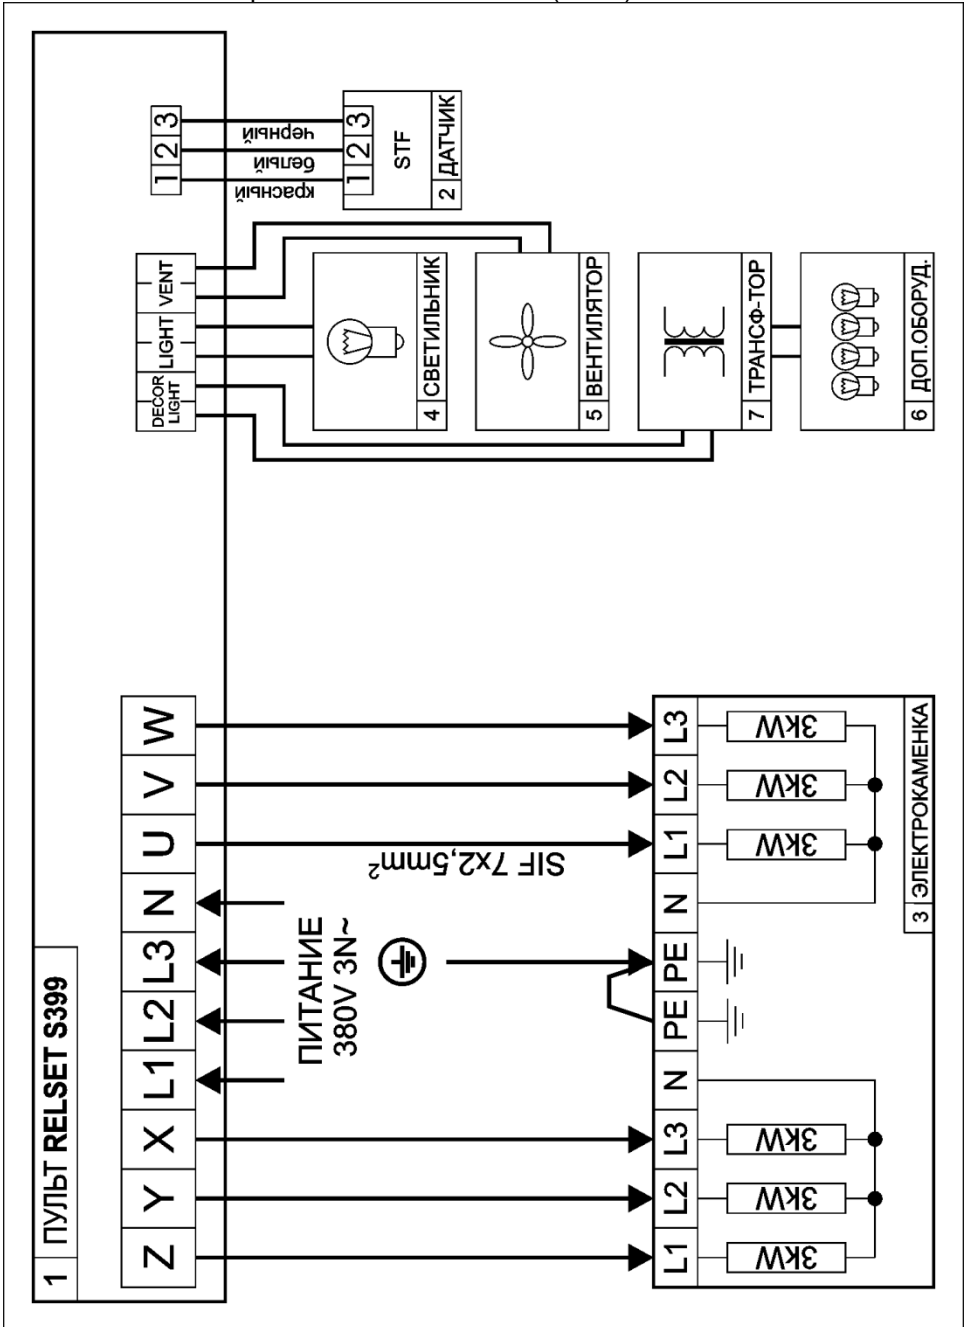 1 ПУЛЬТ RELSET S399
Z Y X L1 L2 L3 N U V W
DECOR LIGHT
LIGHT
VENT
1 2 3
красный
белый
черный
1 2 3
STF
2 ДАТЧИК
ПИТАНИЕ
380V 3N~
SIF 7x2,5mm²
4 СВЕТИЛЬНИК
5 ВЕНТИЛЯТОР
7 ТРАНСФ-ТОР
6 ДОП.ОБОРУД.
L1 L2 L3 N PE PE N L1 L2 L3
3kW 3kW 3kW 3kW 3kW 3kW
3 ЭЛЕКТРОКАМЕНКА